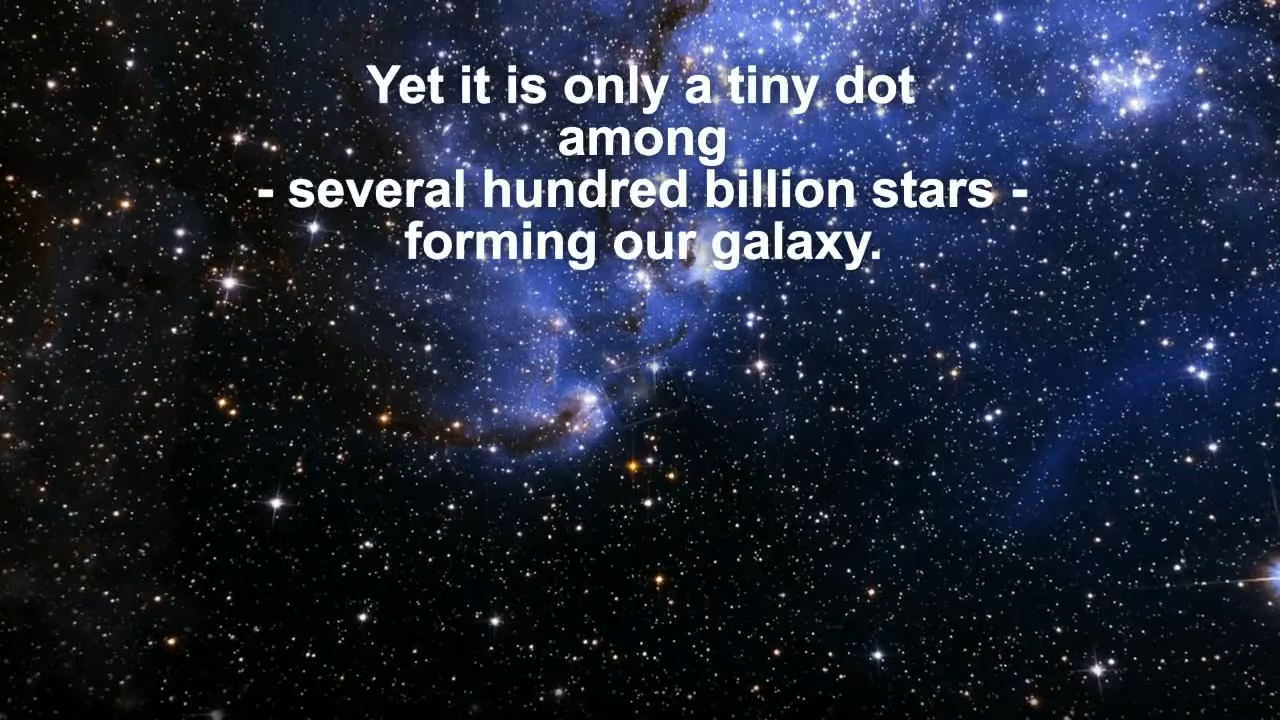 Yet it is only a tiny dot
among
- several hundred billion stars -
forming our galaxy.